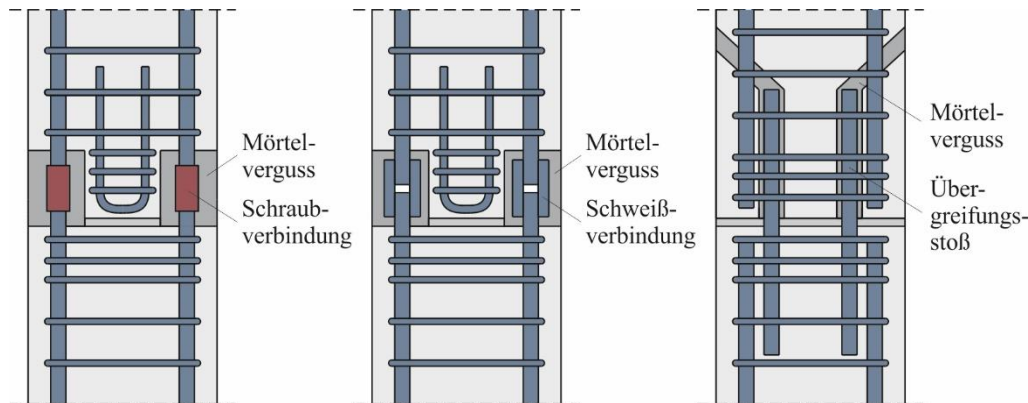 Mörtel-
verguss
Schraub-
verbindung
Mörtel-
verguss
Schweiß-
verbindung
Mörtel-
verguss
Über-
greifungs-
stoß